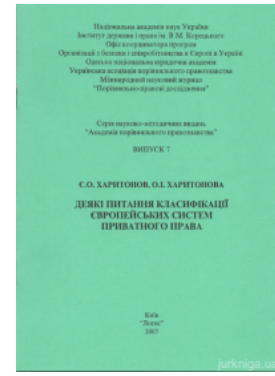 Національна академія наук України
Інститут держави і права ім. В.М. Корецького
Офіс координатора програм
Організації з безпеки і співробітництва в Європі в Україні
Одеська національна юридична академія
Українська асоціація порівняльного правознавства
Міжнародний науковий журнал
"Порівняльно-правові дослідження"
Серія науково-методичних видань
"Академія порівняльного правознавства"
ВИПУСК 7
Є.О. ХАРИТОНОВ, О.І. ХАРИТОНОВА
ДЕЯКІ ПИТАННЯ КЛАСИФІКАЦІЇ
ЄВРОПЕЙСЬКИХ СИСТЕМ
ПРИВАТНОГО ПРАВА
Київ
"Логос"
2007
jurkniga.ua